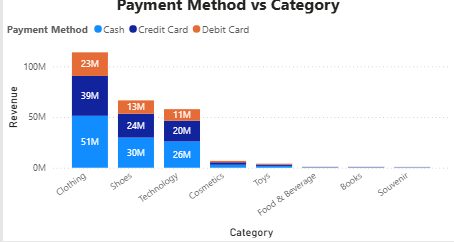 Payment Method vs Category
Payment Method Cash Credit Card Debit Card
Revenue
100M
50M
0M
23M
39M
51M
13M
24M
30M
11M
20M
26M
Clothing
Shoes
Technology
Cosmetics
Toys
Food & Beverage
Books
Souvenir
Category